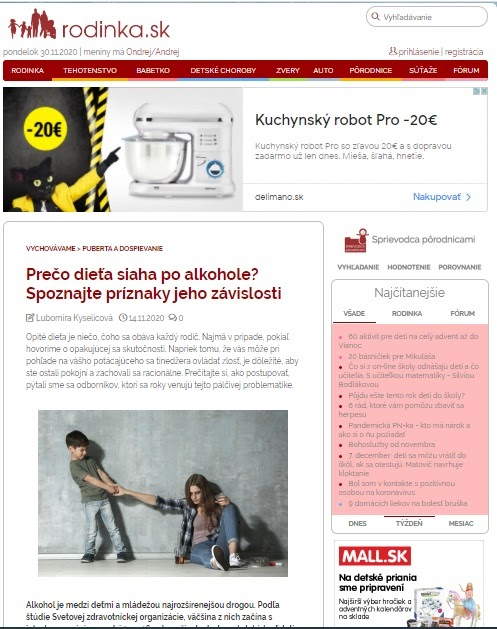 rodinka.sk
Vyhľadávanie
pondelok 30.11.2020 | meniny má Ondrej/Andrej
prihlásenie | registrácia
RODINKA TEHOTENSTVO BABETKO DETSKÉ CHOROBY ZVERY AUTO PÔRODNICE SÚŤAŽE FÓRUM
-20€
Kuchynský robot Pro -20€
Kuchynský robot Pro so zľavou 20€ a s dopravou
zadarmo už len dnes. Mieša, šľahá, hnetie.
delimano.sk
Nakupovať
VYCHOVÁVAME > PUBERTA A DOSPIEVANIE
Prečo dieťa siaha po alkohole?
Spoznajte príznaky jeho závislosti
Ľubomíra Kyselicová 14.11.2020 0
Opité dieťa je niečo, čoho sa obáva každý rodič. Najmä v prípade, pokiaľ
hovoríme o opakujúcej sa skutočnosti. Napriek tomu, že vás môže pri
pohľade na vášho potácajúceho sa tínedžera ovládať zlosť, je dôležité, aby
ste ostali pokojní a zachovali sa racionálne. Prečítajte si, ako postupovať,
pýtali sme sa odborníkov, ktorí sa roky venujú tejto páľčivej problematike.
Alkohol je medzi deťmi a mládežou najrozšírenejšou drogou. Podľa
štúdie Svetovej zdravotníckej organizácie, väčšina z nich začína s
Sprievodca pôrodnicami
VYHĽADANIE HODNOTENIE POROVNANIE
Najčítanejšie
VŠADE RODINKA FÓRUM
60 aktivít pre deti na celý advent až do
Vianoc
20 básničiek pre Mikuláša
Čo si z on-line školy odnášajú deti a čo
učitelia. S učiteľkou matematiky - Silviou
Bodlákovou
Pôjdu ešte tento rok deti do školy?
6 rád, ktoré vám pomôžu zbaviť sa
herpesu
Pandemická PN-ka - kto má nárok a
ako si o ňu požiadať
Bohoslužby od novembra
7. december: deti sa môžu vrátiť do
škôl, ak sa otestujú. Matovič navrhuje
kloktanie
Bol som v kontakte s pozitívnou
osobou na koronavírus
9 domácich liekov na bolesť bruška
DNES TÝŽDEŇ MESIAC
MALL.SK
Na detské priania
sme pripravení
Najširší výber hračiek a
adventných kalendárov
na sklade